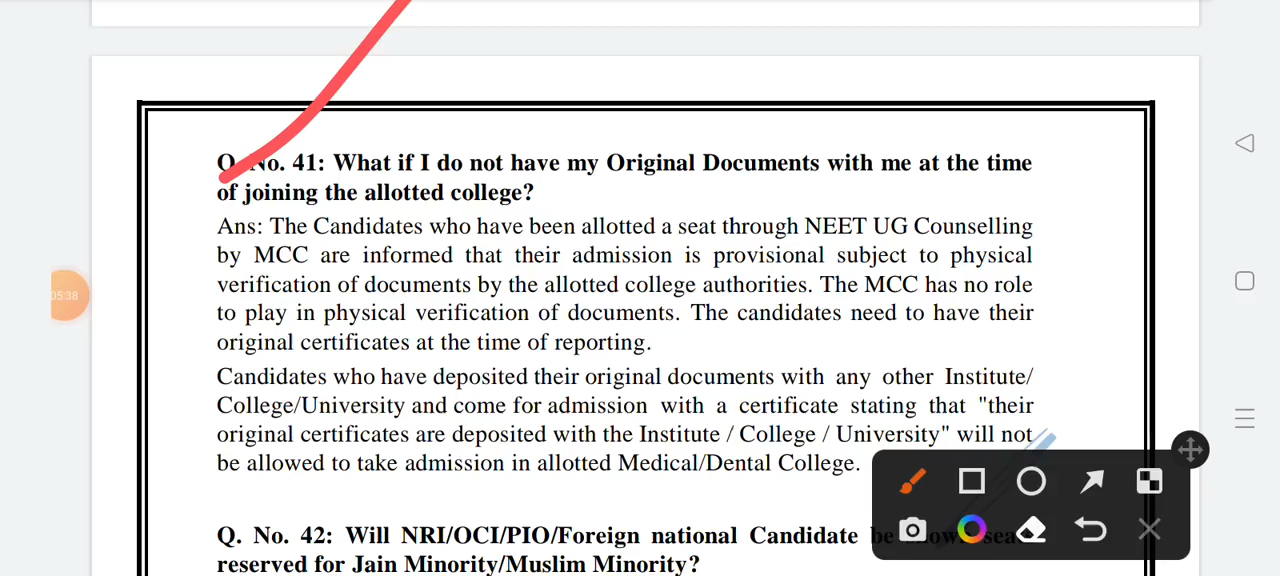 Q. No. 41: What if I do not have my Original Documents with me at the time
of joining the allotted college?
Ans: The Candidates who have been allotted a seat through NEET UG Counselling
by MCC are informed that their admission is provisional subject to physical
verification of documents by the allotted college authorities. The MCC has no role
to play in physical verification of documents. The candidates need to have their
original certificates at the time of reporting.
Candidates who have deposited their original documents with any other Institute/
College/University and come for admission with a certificate stating that "their
original certificates are deposited with the Institute / College / University" will not
be allowed to take admission in allotted Medical/Dental College.
05:38
Q. No. 42: Will NRI/OCI/PIO/Foreign national Candidate be
reserved for Jain Minority/Muslim Minority?